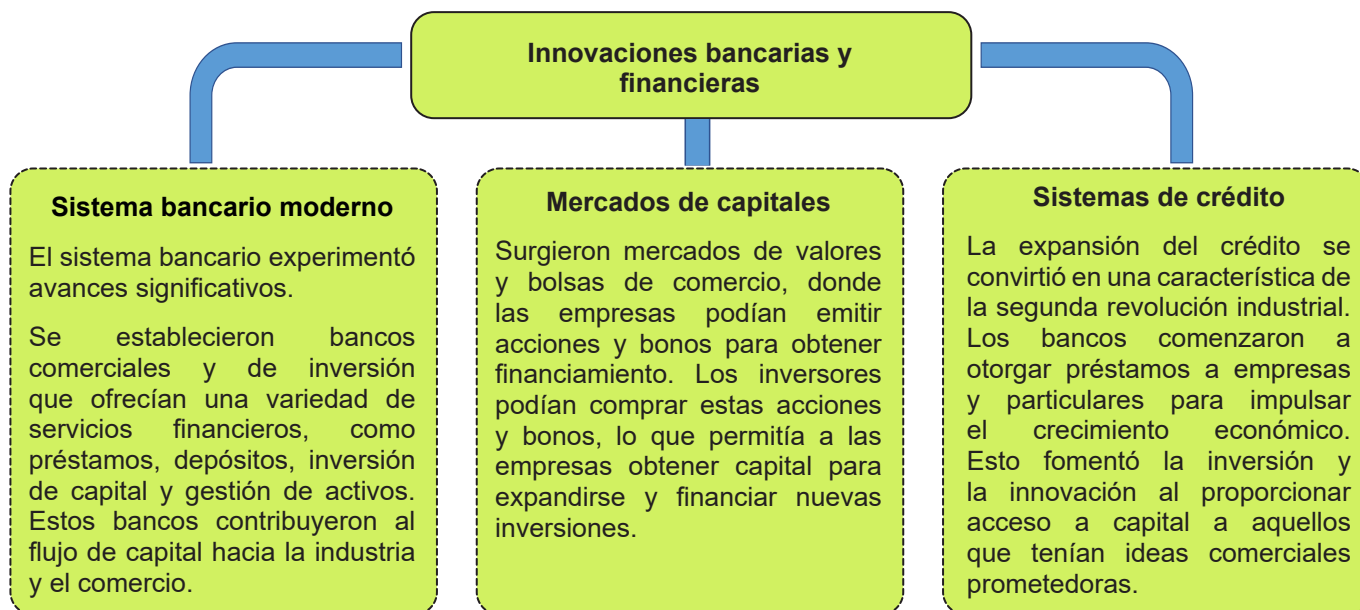 Innovaciones bancarias y
financieras
Sistema bancario moderno
El sistema bancario experimentó
avances significativos.
Se establecieron bancos
comerciales y de inversión
que ofrecían una variedad de
servicios financieros, como
préstamos, depósitos, inversión
de capital y gestión de activos.
Estos bancos contribuyeron al
flujo de capital hacia la industria
y el comercio.
Mercados de capitales
Surgieron mercados de valores
y bolsas de comercio, donde
las empresas podían emitir
acciones y bonos para obtener
financiamiento. Los inversores
podían comprar estas acciones
y bonos, lo que permitía a las
empresas obtener capital para
expandirse y financiar nuevas
inversiones.
Sistemas de crédito
La expansión del crédito se
convirtió en una característica de
la segunda revolución industrial.
Los bancos comenzaron a
otorgar préstamos a empresas
y particulares para impulsar
el crecimiento económico.
Esto fomentó la inversión y
la innovación al proporcionar
acceso a capital a aquellos
que tenían ideas comerciales
prometedoras.